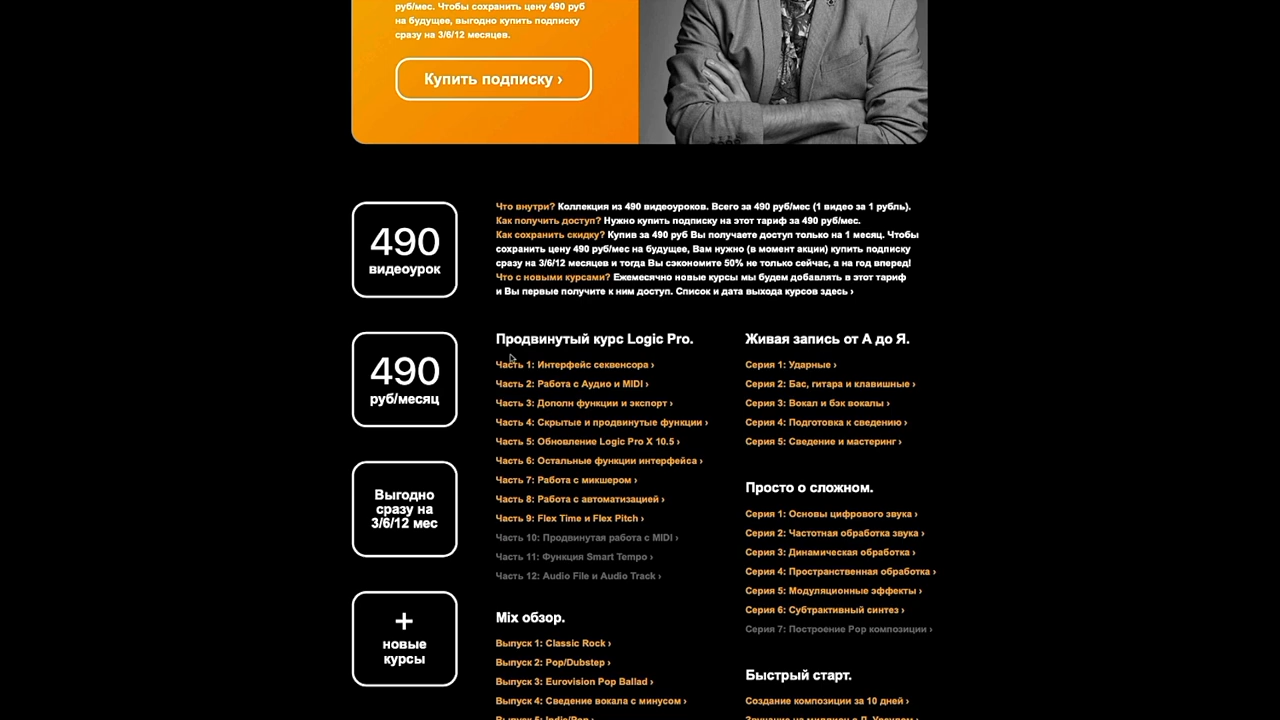 руб/мес. Чтобы сохранить цену 490 руб
на будущее, выгодно купить подписку
сразу на 3/6/12 месяцев.
Купить подписку ›
490
видеоурок
Что внутри? Коллекция из 490 видеоуроков. Всего за 490 руб/мес (1 видео за 1 рубль).
Как получить доступ? Нужно купить подписку на этот тариф за 490 руб/мес.
Как сохранить скидку? Купив за 490 руб Вы получаете доступ только на 1 месяц. Чтобы
сохранить цену 490 руб/мес на будущее, Вам нужно (в момент акции) купить подписку
сразу на 3/6/12 месяцев и тогда Вы сэкономите 50% не только сейчас, а на год вперед!
Что с новыми курсами? Ежемесячно новые курсы мы будем добавлять в этот тариф
и Вы первые получите к ним доступ. Список и дата выхода курсов здесь ›
490
руб/месяц
Выгодно
сразу на
3/6/12 мес
+
новые
курсы
Продвинутый курс Logic Pro.
Часть 1: Интерфейс секвенсора ›
Часть 2: Работа с Аудио и MIDI ›
Часть 3: Дополн функции и экспорт ›
Часть 4: Скрытые и продвинутые функции ›
Часть 5: Обновление Logic Pro X 10.5 ›
Часть 6: Остальные функции интерфейса ›
Часть 7: Работа с микшером ›
Часть 8: Работа с автоматизацией ›
Часть 9: Flex Time и Flex Pitch ›
Часть 10: Продвинутая работа с MIDI ›
Часть 11: Функция Smart Tempo ›
Часть 12: Audio File и Audio Track ›
Mix обзор.
Выпуск 1: Classic Rock ›
Выпуск 2: Pop/Dubstep ›
Выпуск 3: Eurovision Pop Ballad ›
Выпуск 4: Сведение вокала с минусом ›
Выпуск 5: Indie/Pop ›
Живая запись от А до Я.
Серия 1: Ударные ›
Серия 2: Бас, гитара и клавишные ›
Серия 3: Вокал и бэк вокалы ›
Серия 4: Подготовка к сведению ›
Серия 5: Сведение и мастеринг ›
Просто о сложном.
Серия 1: Основы цифрового звука ›
Серия 2: Частотная обработка звука ›
Серия 3: Динамическая обработка ›
Серия 4: Пространственная обработка ›
Серия 5: Модуляционные эффекты ›
Серия 6: Субтрактивный синтез ›
Серия 7: Построение Pop композиции ›
Быстрый старт.
Создание композиции за 10 дней ›